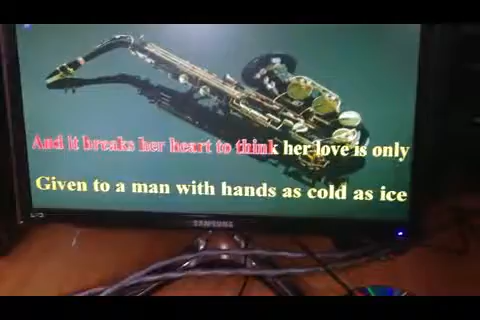 And it breaks her heart to think her love is only
Given to a man with hands as cold as ice
SAMSUNG